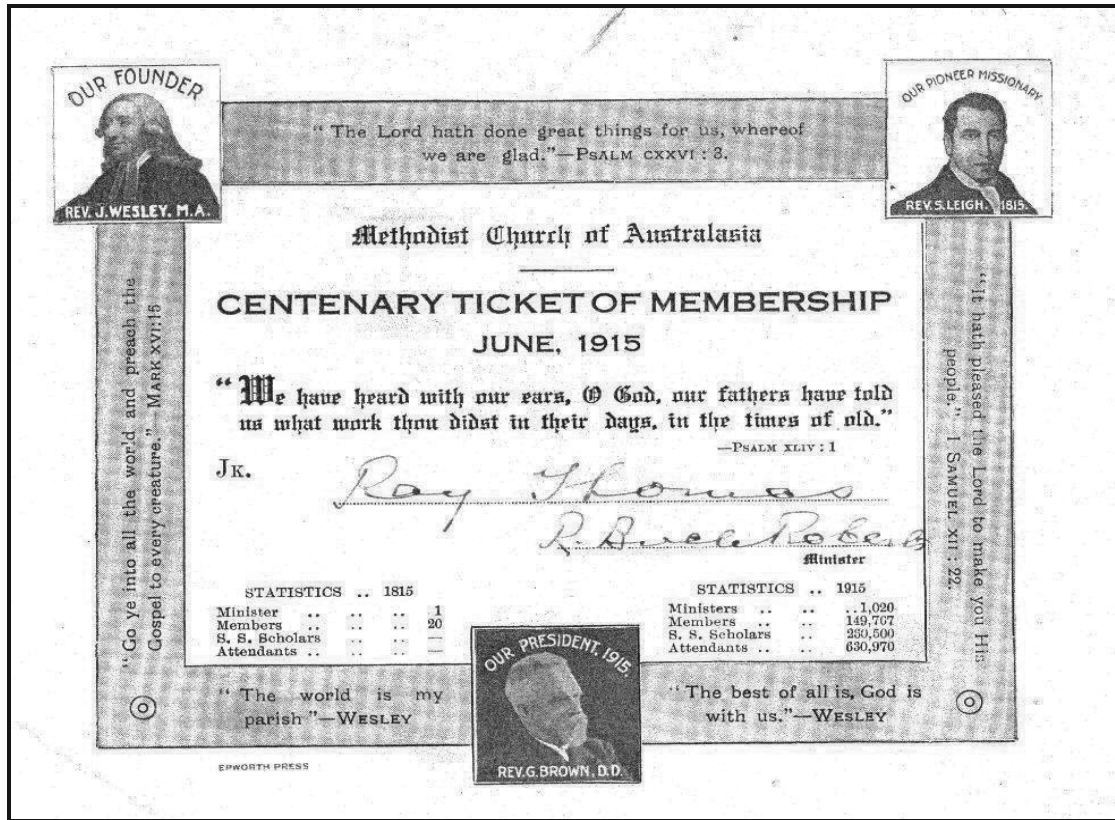 OUR FOUNDER
REV. J. WESLEY, M.A.
OUR PIONEER MISSIONARY
REV. S. LEIGH. 1815.
“ The Lord hath done great things for us, whereof
we are glad.”—PSALM CXXVI : 3.
“Go ye into all the world and preach the
Gospel to every creature.”—MARK XVI:15
Methodist Church of Australasia
CENTENARY TICKET OF MEMBERSHIP
JUNE, 1915
“We have heard with our ears, O God, our fathers have told
us what work thou didst in their days, in the times of old.”
—PSALM XLIV : 1
JK.
Ray Thomas
R. Roberts
Minister
STATISTICS .. 1815
Minister .. .. .. 1
Members .. .. .. 20
S. S. Scholars .. .. —
Attendants .. .. .. —
STATISTICS .. 1915
Ministers .. .. ..1,020
Members .. .. 149,767
S. S. Scholars .. 500
Attendants .. .. 630,970
“It hath pleased the Lord to make you His
people.” 1 SAMUEL XII : 22.
“ The world is my
parish ”—WESLEY
OUR PRESIDENT, 1915.
REV. G. BROWN, D.D.
“ The best of all is, God is
with us.”—WESLEY
EPWORTH PRESS